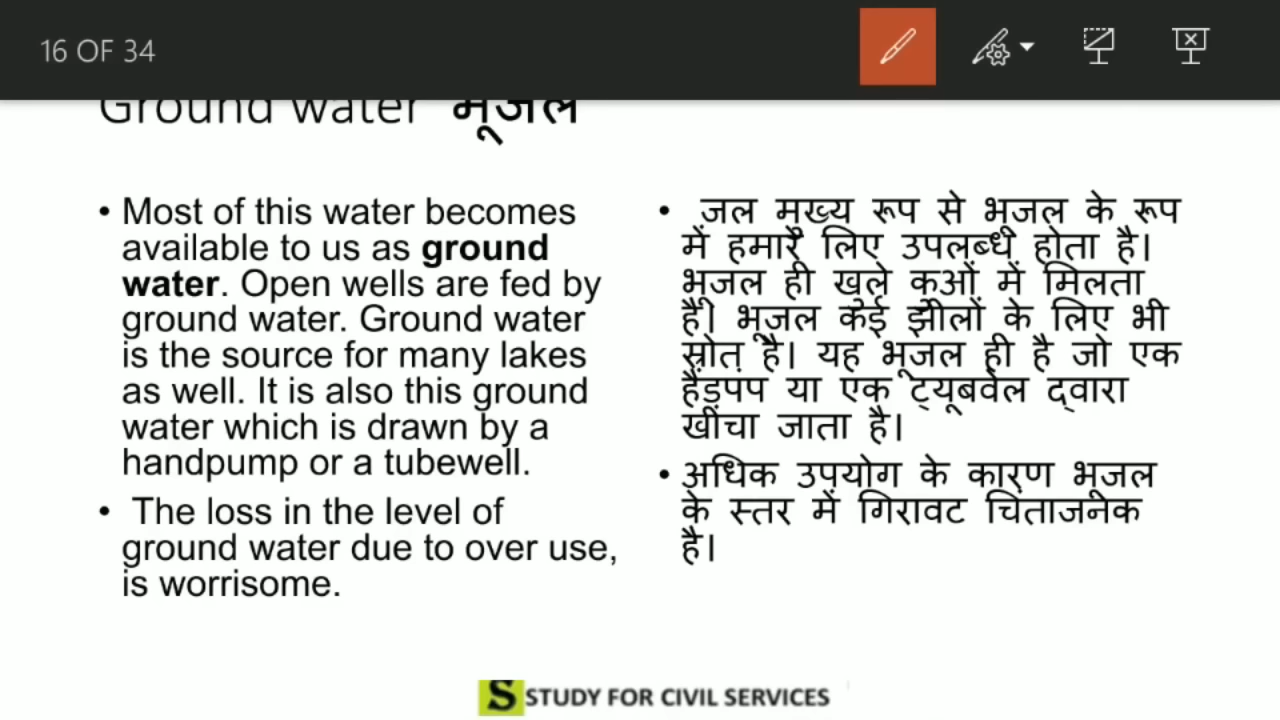 16 OF 34
Ground water भूजल
• Most of this water becomes
available to us as ground
water. Open wells are fed by
ground water. Ground water
is the source for many lakes
as well. It is also this ground
water which is drawn by a
handpump or a tubewell.
• The loss in the level of
ground water due to over use,
is worrisome.
• जल मुख्य रूप से भूजल के रूप
में हमारे लिए उपलब्ध होता है।
भूजल ही खुले कुओं में मिलता
है। भूजल कई झीलों के लिए भी
स्रोत है। यह भूजल ही है जो एक
हैंडपंप या एक ट्यूबवेल द्वारा
खींचा जाता है।
• अधिक उपयोग के कारण भूजल
के स्तर में गिरावट चिंताजनक
है।
S STUDY FOR CIVIL SERVICES